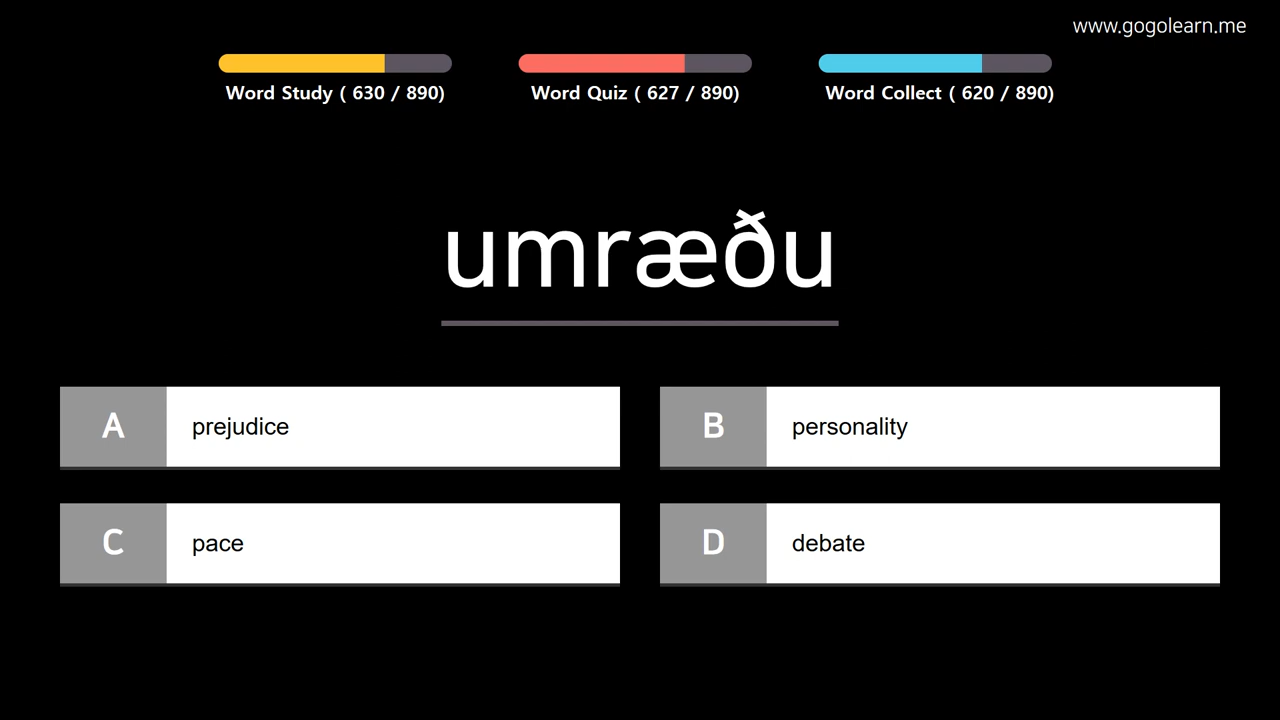 www.gogolearn.me
Word Study ( 630 / 890)
Word Quiz ( 627 / 890)
Word Collect ( 620 / 890)
umræðu
A prejudice
B personality
C pace
D debate